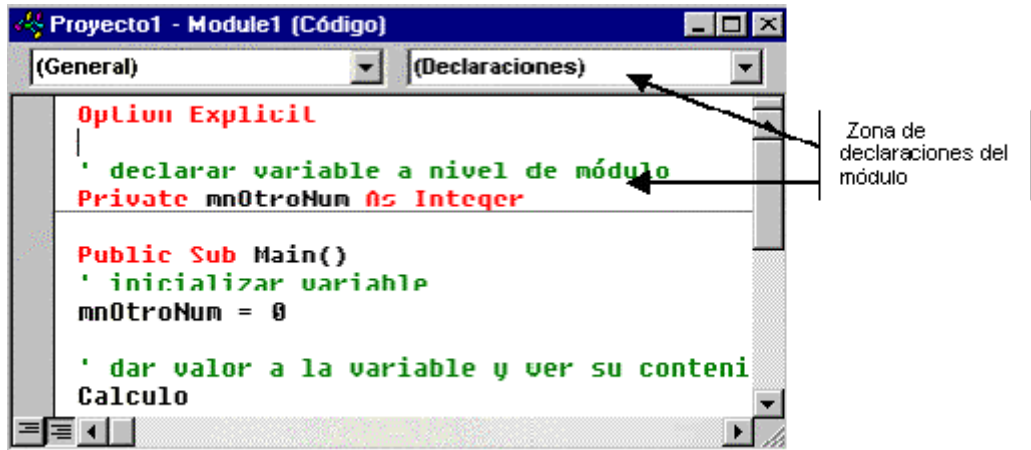 Proyecto1 - Module1 (Código)
(General) (Declaraciones)
Option Explicit
' declarar variable a nivel de módulo
Private mnOtroNum As Integer
Public Sub Main()
' inicializar variable
mnOtroNum = 0
' dar valor a la variable y ver su conteni
Calculo
Zona de
declaraciones del
módulo